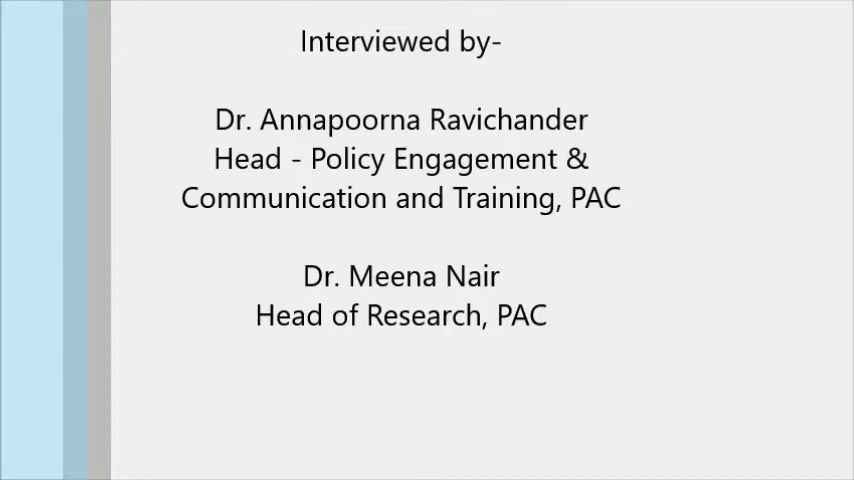 Interviewed by-
Dr. Annapoorna Ravichander
Head - Policy Engagement &
Communication and Training, PAC
Dr. Meena Nair
Head of Research, PAC